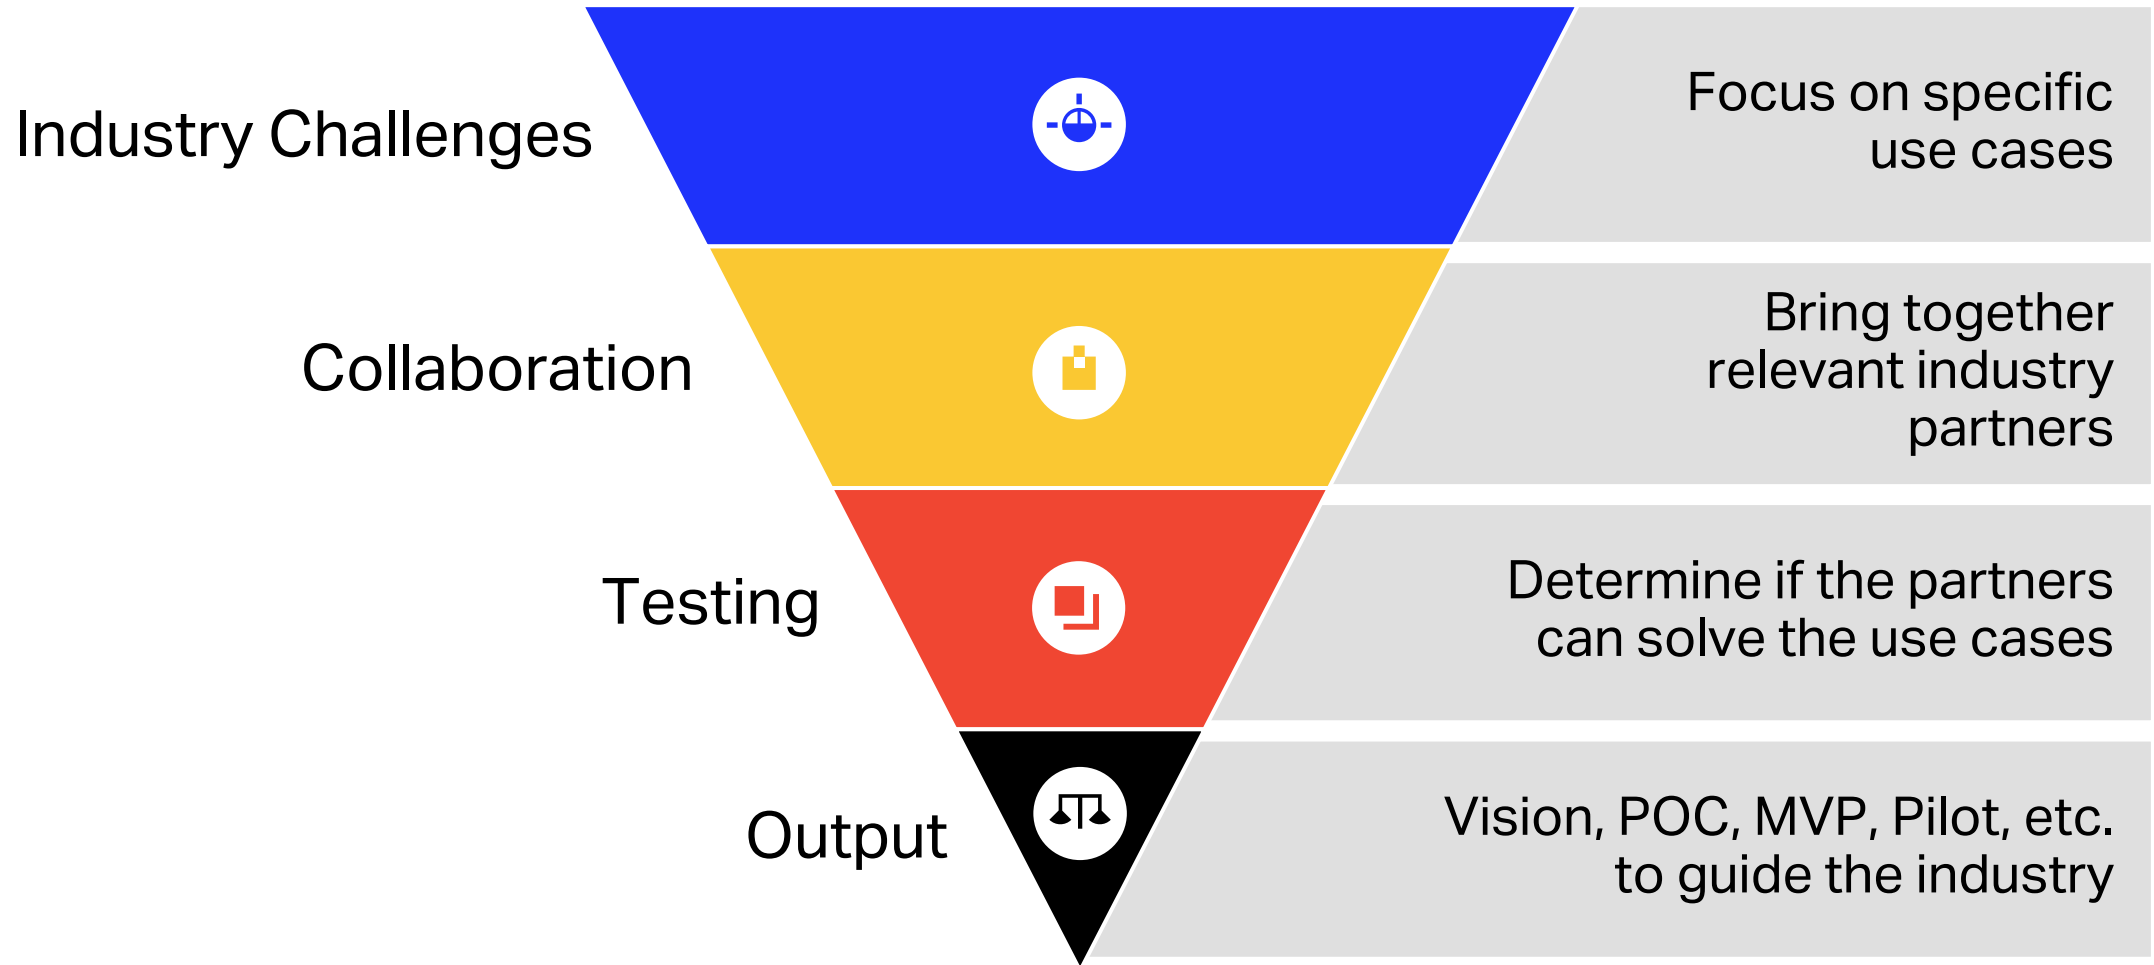 Industry Challenges
Focus on specific
use cases
Collaboration
Bring together
relevant industry
partners
Testing
Determine if the partners
can solve the use cases
Output
Vision, POC, MVP, Pilot, etc.
to guide the industry